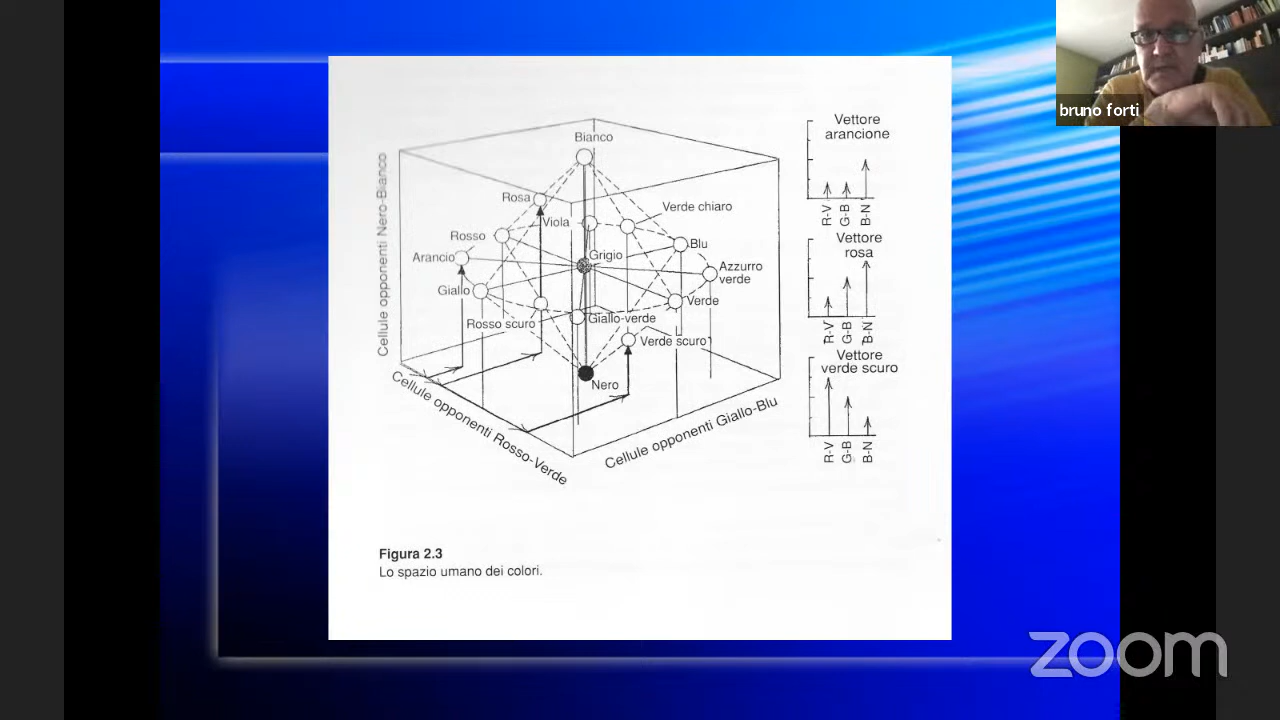 bruno forti
Bianco
Rosa
Viola
Verde chiaro
Rosso
Blu
Arancio
Grigio
Azzurro
verde
Giallo
Verde
Rosso scuro
Giallo-verde
Verde scuro
Nero
Cellule opponenti Nero-Bianco
Cellule opponenti Rosso-Verde
Cellule opponenti Giallo-Blu
Vettore
arancione
R-V
G-B
B-N
Vettore
rosa
R-V
G-B
B-N
Vettore
verde scuro
R-V
G-B
B-N
Figura 2.3
Lo spazio umano dei colori.
zoom